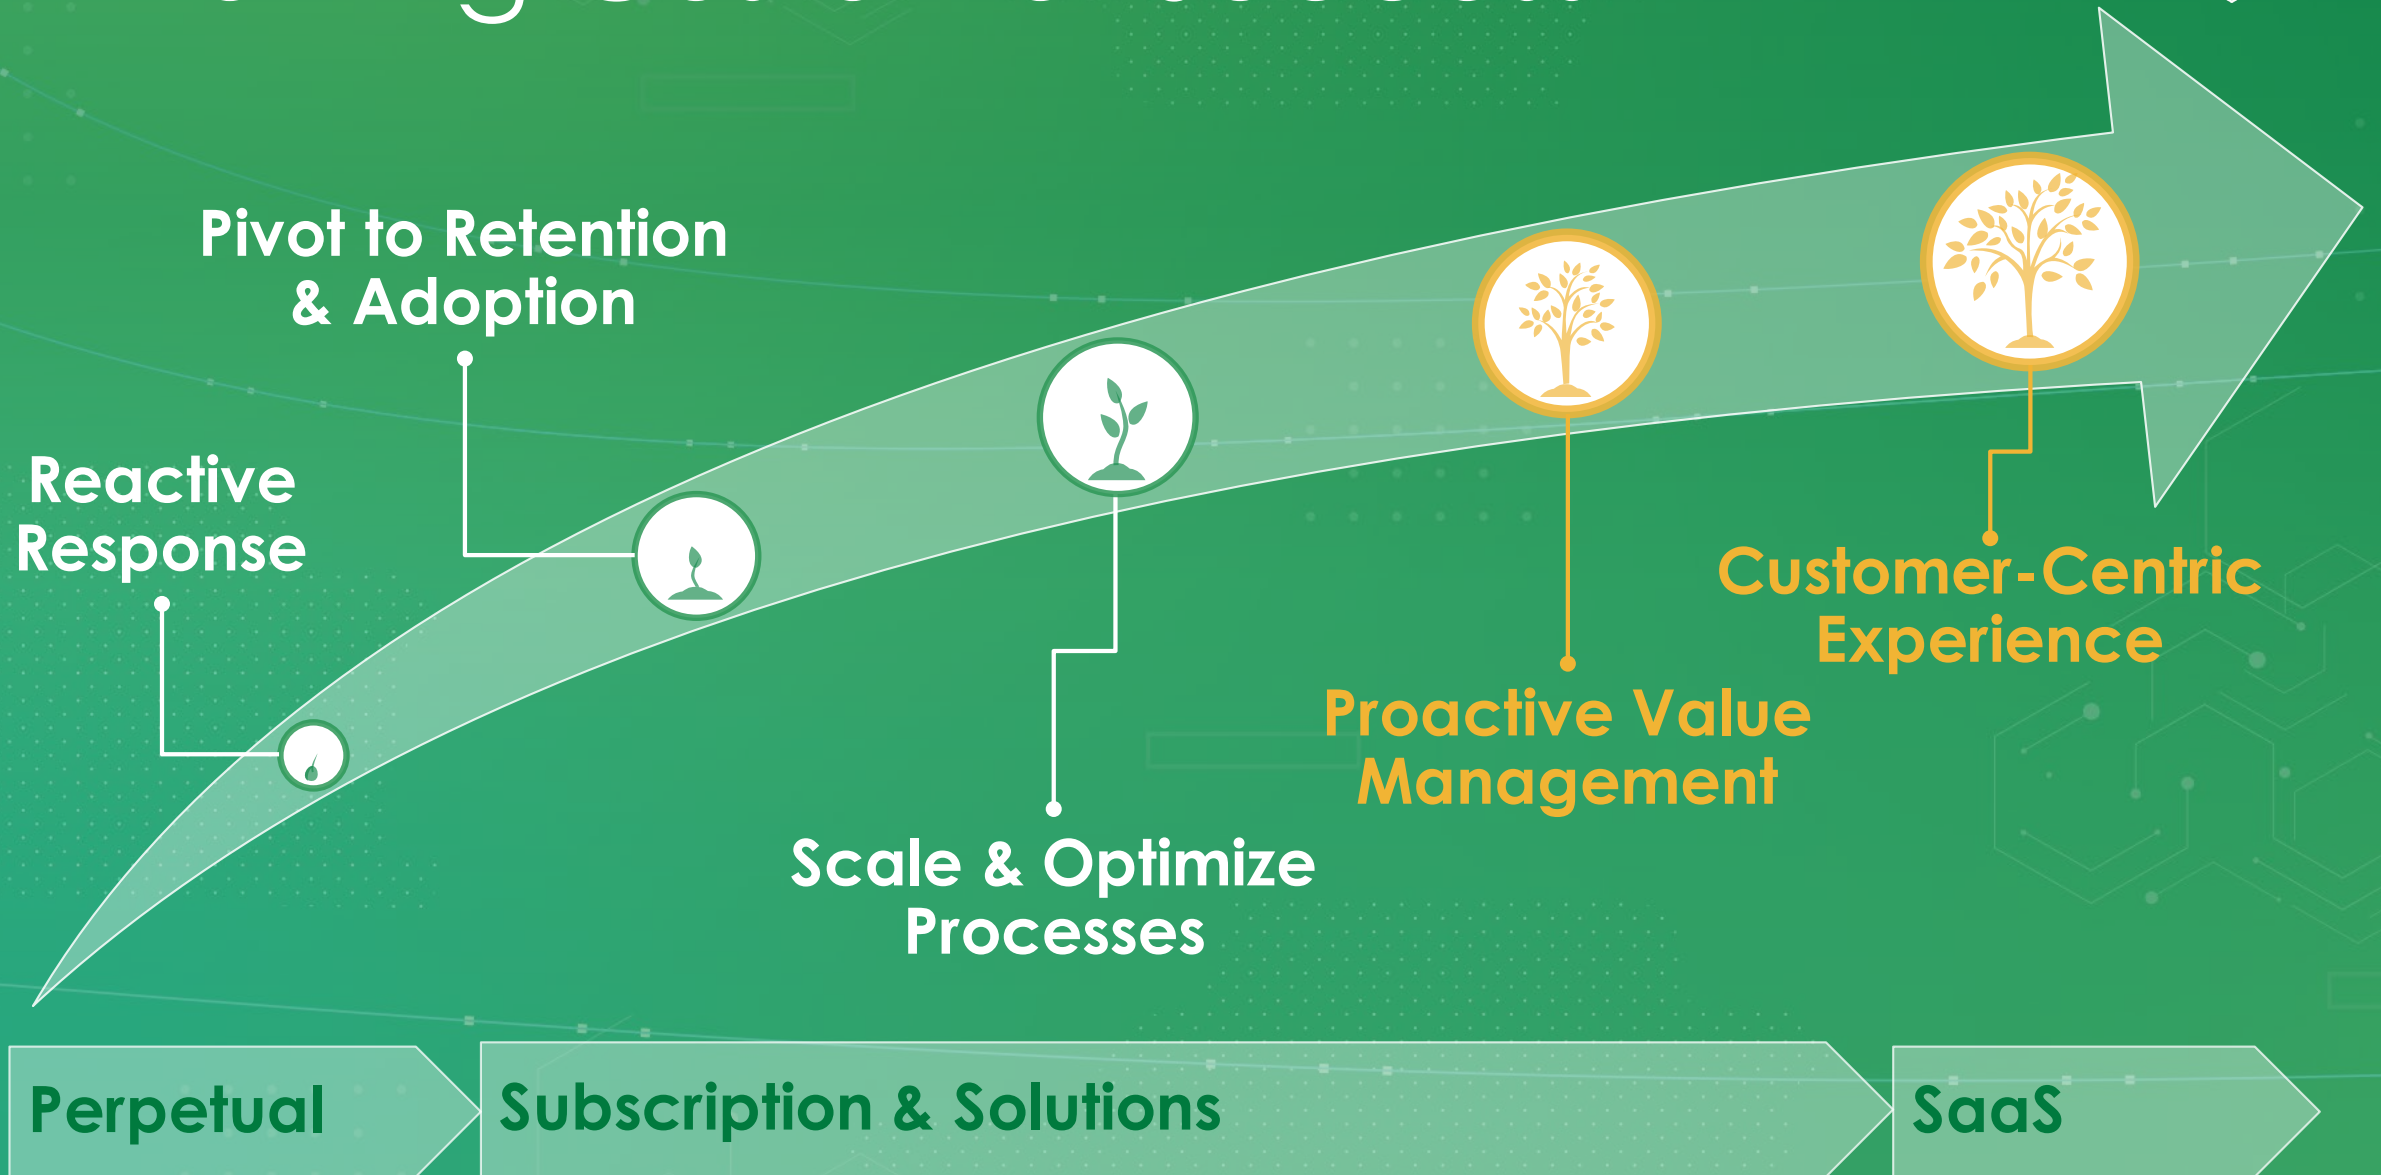 Pivot to Retention
& Adoption
Reactive
Response
Customer-Centric
Experience
Proactive Value
Management
Scale & Optimize
Processes
Perpetual
Subscription & Solutions
SaaS